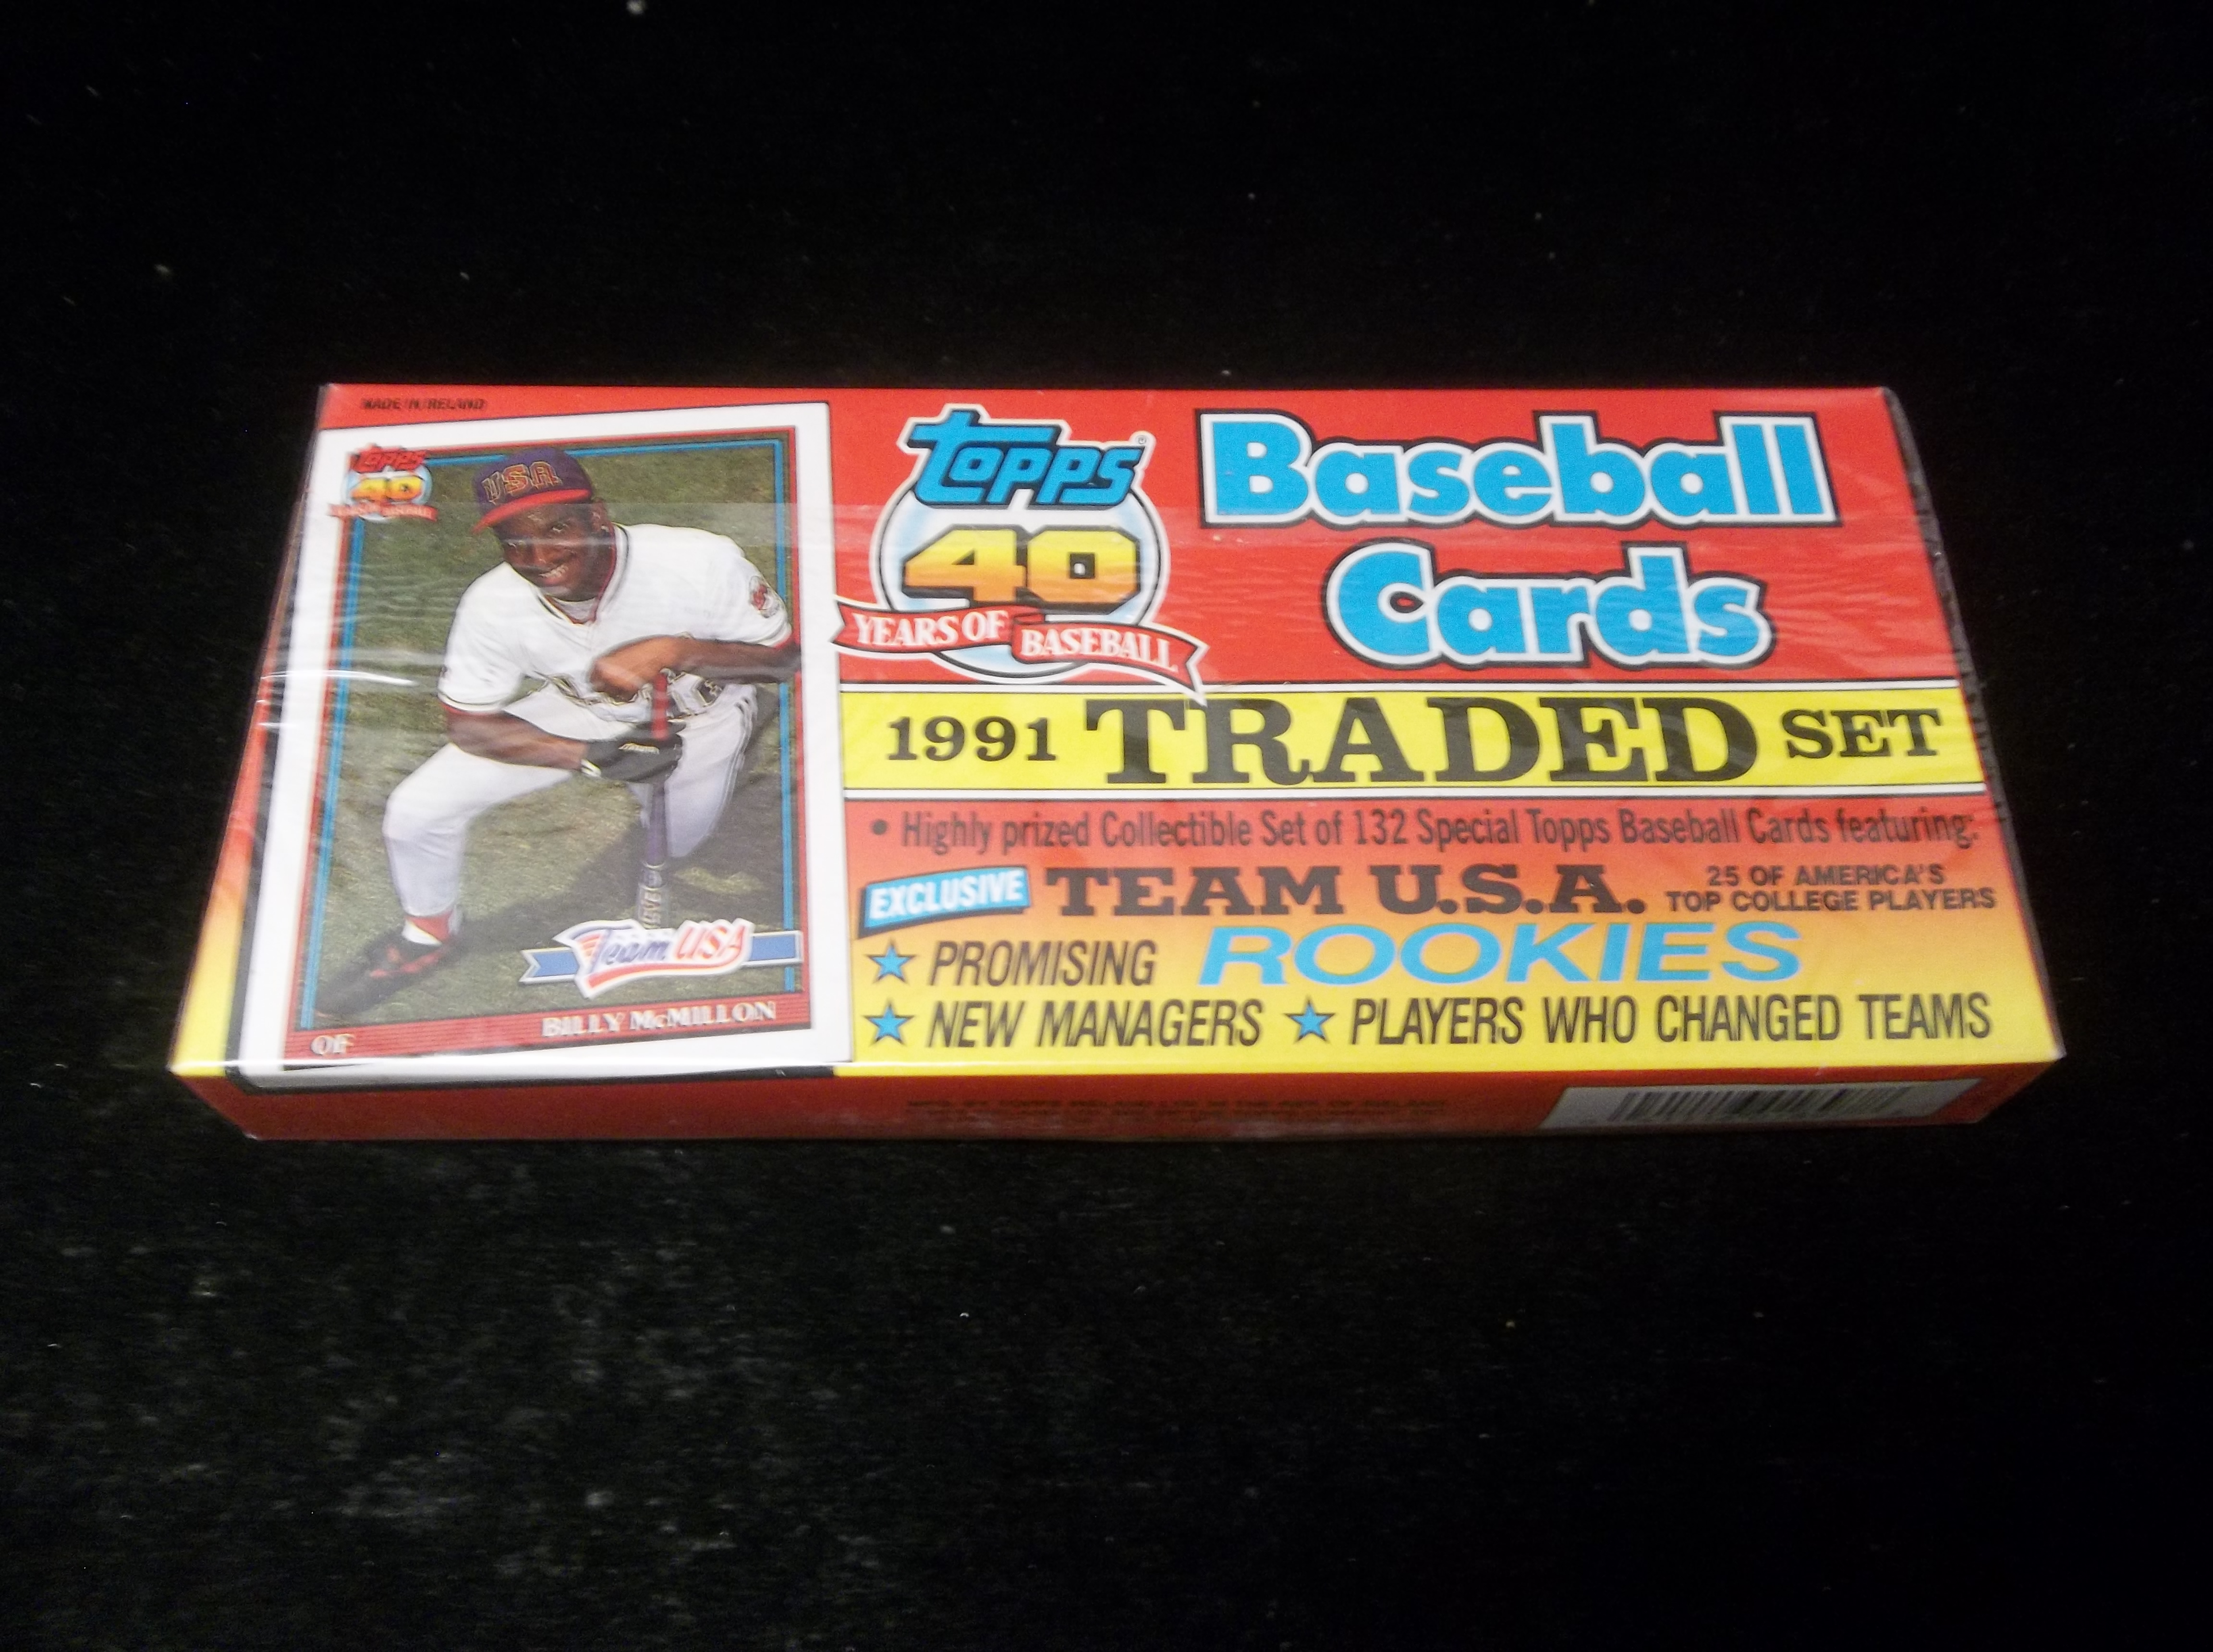 MADE IN IRELAND
Topps
40
USA
Team USA
BILLY McMILLON
OF
Topps®
40
YEARS OF BASEBALL
Baseball
Cards
1991 TRADED SET
• Highly prized Collectible Set of 132 Special Topps Baseball Cards featuring:
EXCLUSIVE TEAM U.S.A. 25 OF AMERICA'S
TOP COLLEGE PLAYERS
★ PROMISING ROOKIES
★ NEW MANAGERS ★ PLAYERS WHO CHANGED TEAMS